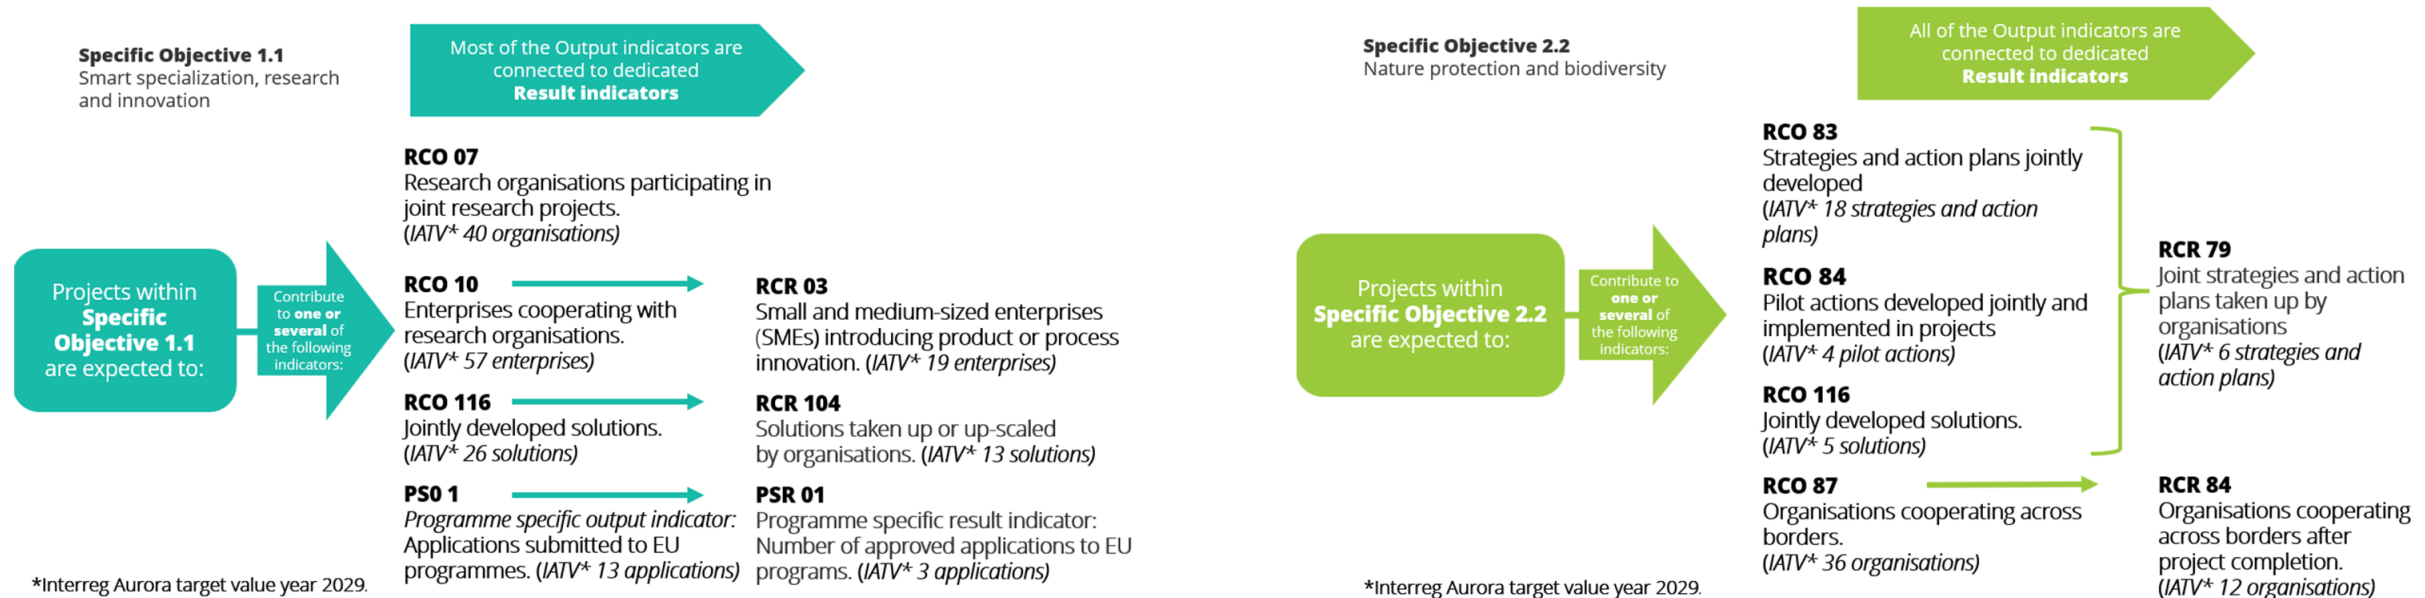 Specific Objective 1.1
Smart specialization, research
and innovation
Most of the Output indicators are
connected to dedicated
Result indicators
Projects within
Specific
Objective 1.1
are expected to:
Contribute
to one or
several of
the following
indicators:
RCO 07
Research organisations participating in
joint research projects.
(IATV* 40 organisations)
RCO 10
Enterprises cooperating with
research organisations.
(IATV* 57 enterprises)
RCR 03
Small and medium-sized enterprises
(SMEs) introducing product or process
innovation. (IATV* 19 enterprises)
RCO 116
Jointly developed solutions.
(IATV* 26 solutions)
RCR 104
Solutions taken up or up-scaled
by organisations. (IATV* 13 solutions)
PS0 1
Programme specific output indicator:
Applications submitted to EU
programmes. (IATV* 13 applications)
PSR 01
Programme specific result indicator:
Number of approved applications to EU
programs. (IATV* 3 applications)
*Interreg Aurora target value year 2029.
Specific Objective 2.2
Nature protection and biodiversity
All of the Output indicators are
connected to dedicated
Result indicators
Projects within
Specific Objective 2.2
are expected to:
Contribute to
one or
several of
the following
indicators:
RCO 83
Strategies and action plans jointly
developed
(IATV* 18 strategies and action
plans)
RCO 84
Pilot actions developed jointly and
implemented in projects
(IATV* 4 pilot actions)
RCO 116
Jointly developed solutions.
(IATV* 5 solutions)
RCR 79
Joint strategies and action
plans taken up by
organisations
(IATV* 6 strategies and
action plans)
RCO 87
Organisations cooperating across
borders.
(IATV* 36 organisations)
RCR 84
Organisations cooperating
across borders after
project completion.
(IATV* 12 organisations)
*Interreg Aurora target value year 2029.